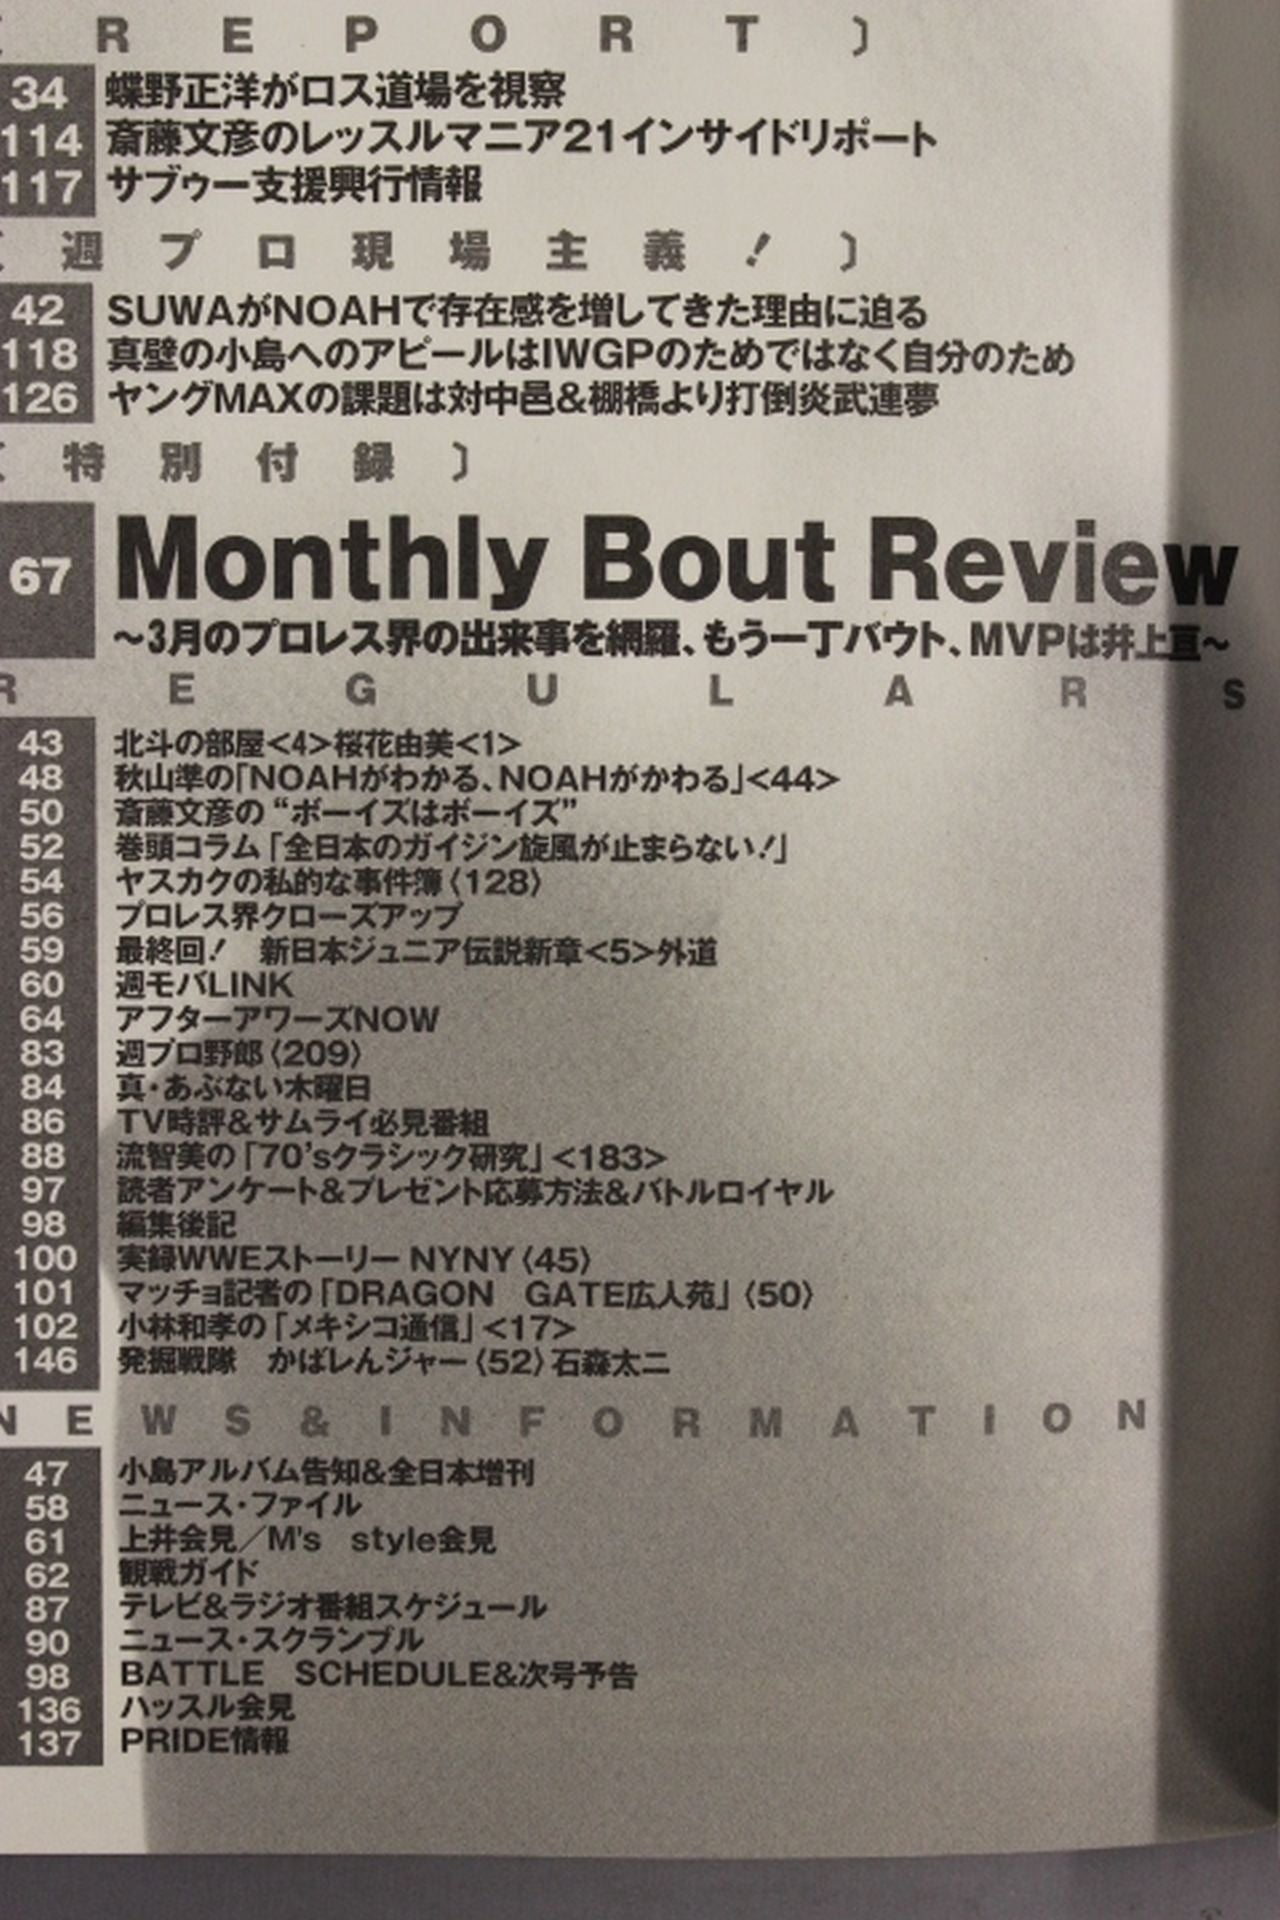 〔REPORT〕
34 蝶野正洋がロス道場を視察
114 斎藤文彦のレッスルマニア21インサイドリポート
117 サブゥー支援興行情報
〔週プロ現場主義！〕
42 SUWAがNOAHで存在感を増してきた理由に迫る
118 真壁の小島へのアピールはIWGPのためではなく自分のため
126 ヤングMAXの課題は対中邑&棚橋より打倒炎武連夢
〔特別付録〕
67 Monthly Bout Review
〜3月のプロレス界の出来事を網羅、もう一丁バウト、MVPは井上亘〜
REGULARS
43 北斗の部屋<4>桜花由美<1>
48 秋山準の「NOAHがわかる、NOAHがかわる」<44>
50 斎藤文彦の“ボーイズはボーイズ”
52 巻頭コラム「全日本のガイジン旋風が止まらない！」
54 ヤスカクの私的な事件簿〈128〉
56 プロレス界クローズアップ
59 最終回！ 新日本ジュニア伝説新章<5>外道
60 週モバLINK
64 アフターアワーズNOW
83 週プロ野郎〈209〉
84 真・あぶない木曜日
86 TV時評&サムライ必見番組
88 流智美の「70'sクラシック研究」<183>
97 読者アンケート&プレゼント応募方法&バトルロイヤル
98 編集後記
100 実録WWEストーリー NYNY〈45〉
101 マッチョ記者の「DRAGON GATE広人苑」〈50〉
102 小林和孝の「メキシコ通信」<17>
146 発掘戦隊 かばしんジャー〈52〉石森太二
NEWS&INFORMATION
47 小島アルバム告知&全日本増刊
58 ニュース・ファイル
61 上井会見／M's style会見
62 観戦ガイド
87 テレビ&ラジオ番組スケジュール
90 ニュース・スクランブル
98 BATTLE SCHEDULE&次号予告
136 ハッスル会見
137 PRIDE情報